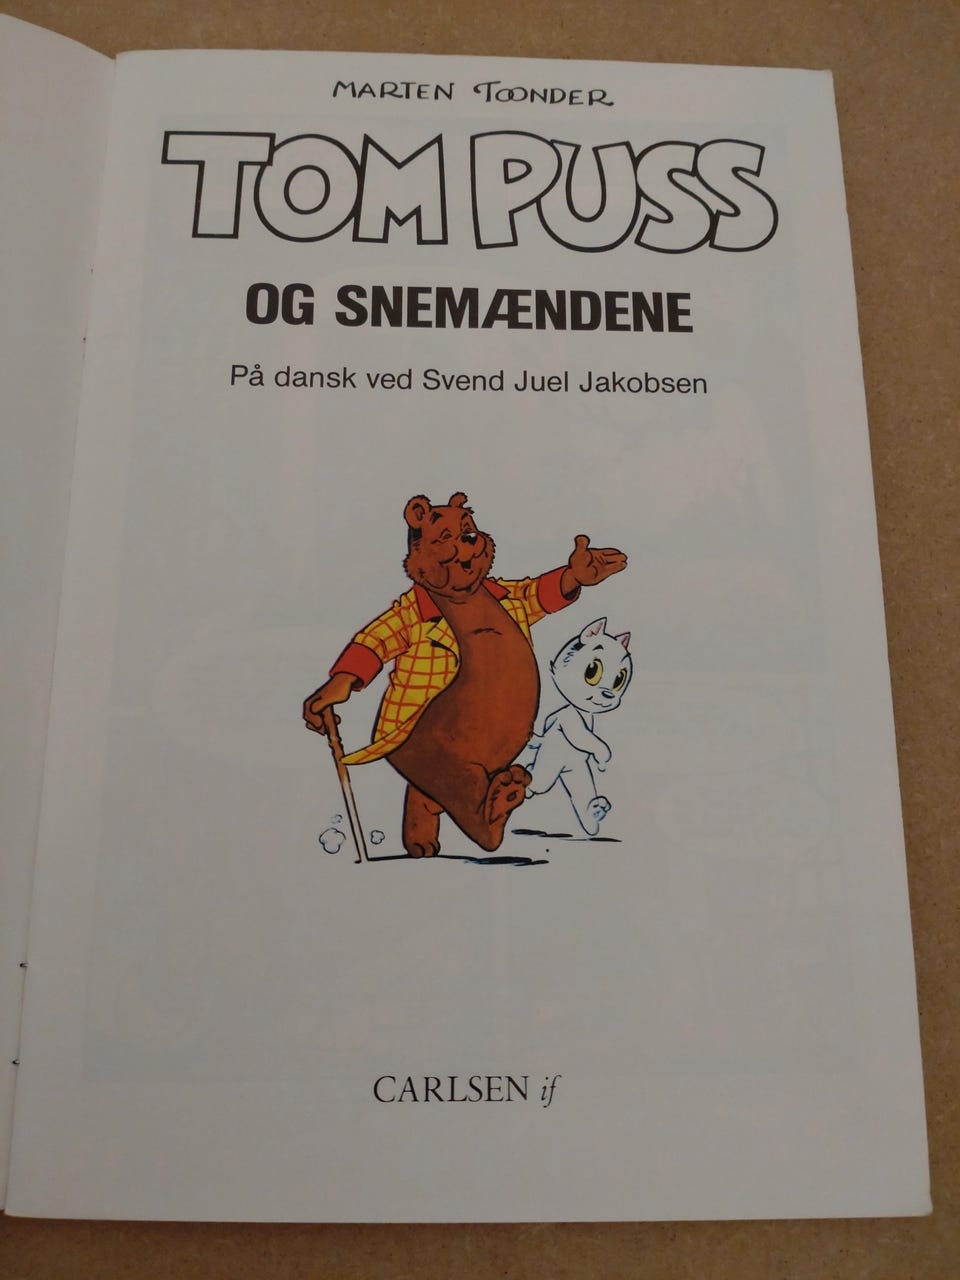 MARTEN TOONDER
TOM PUSS
OG SNEMÆNDENE
På dansk ved Svend Juel Jakobsen
CARLSEN if